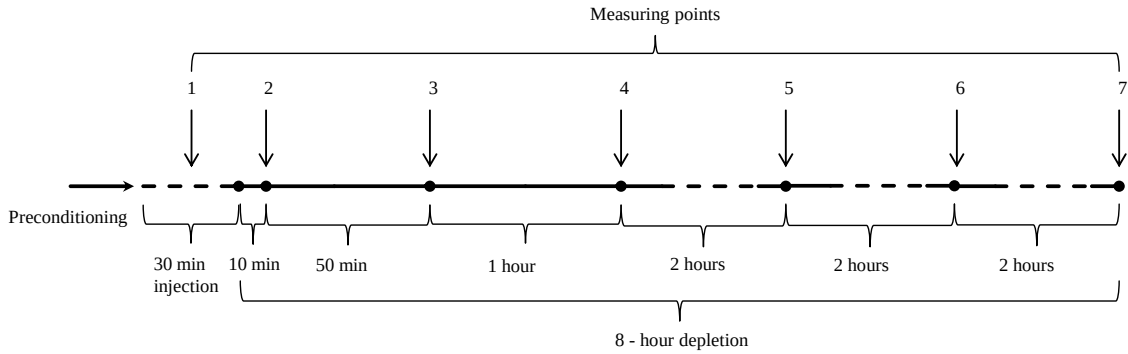 Measuring points
1 2 3 4 5 6 7
Preconditioning
30 min
injection
10 min
50 min
1 hour
2 hours
2 hours
2 hours
8 - hour depletion